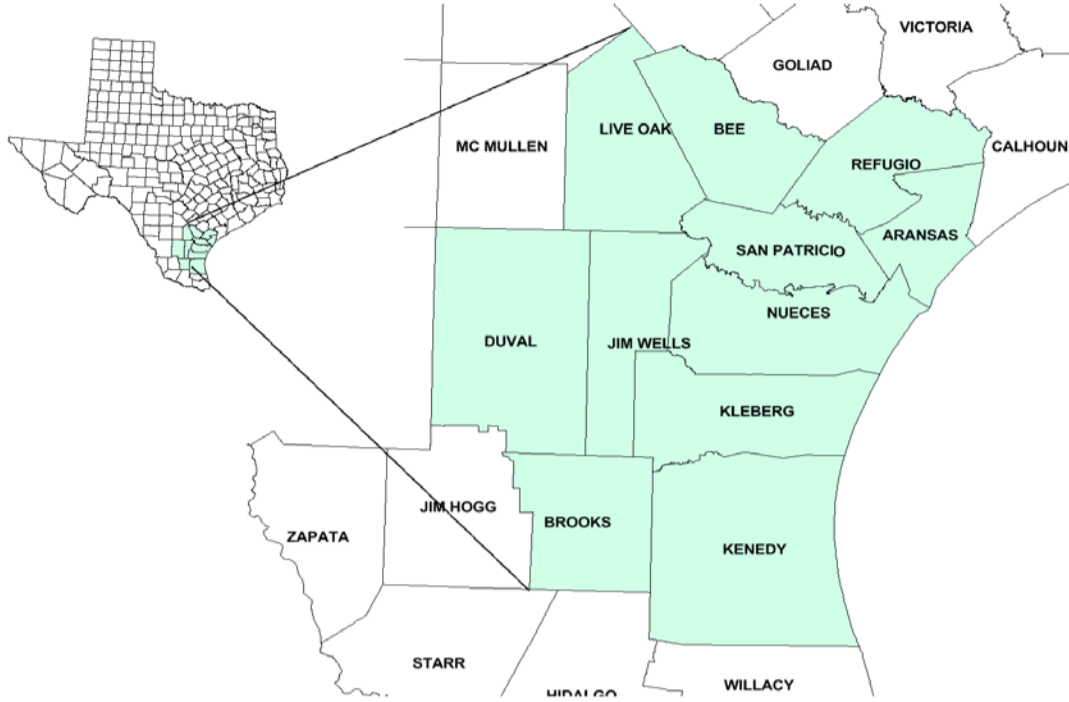 VICTORIA
GOLIAD
LIVE OAK
BEE
MC MULLEN
CALHOUN
REFUGIO
ARANSAS
SAN PATRICIO
NUECES
DUVAL
JIM WELLS
KLEBERG
JIM HOGG
BROOKS
ZAPATA
KENEDY
STARR
WILLACY
HIDALGO